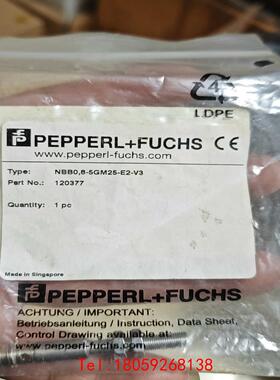 4
LDPE
PEPPERL+FUCHS CE
www.pepperl-fuchs.com
Type: NBB0,8-5GM25-E2-V3
Part No.: 120377
Quantity: 1 pc
Made in Singapore
PEPPERL+FUCHS
ACHTUNG / IMPORTANT:
Betriebsanleitung / Instruction, Data Sheet,
Control Drawing available at
www.pepperl-fuchs.com
Tel:18059268138